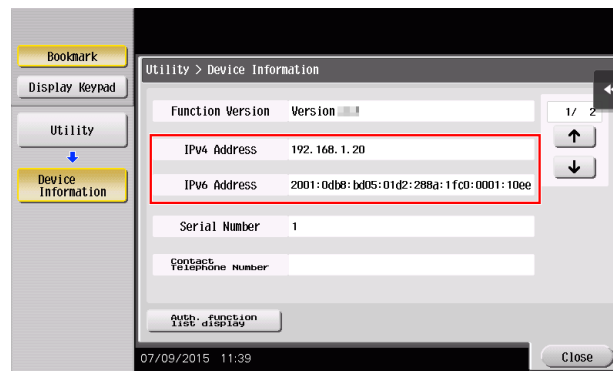 Bookmark
Display Keypad
Utility
Device
Information
Utility > Device Information
Function Version Version
1/ 2
IPv4 Address 192.168.1.20
IPv6 Address 2001:0db8:bd05:01d2:288a:1fc0:0001:10ee
Serial Number 1
Contact
Telephone Number
Auth. function
list display
07/09/2015 11:39
Close